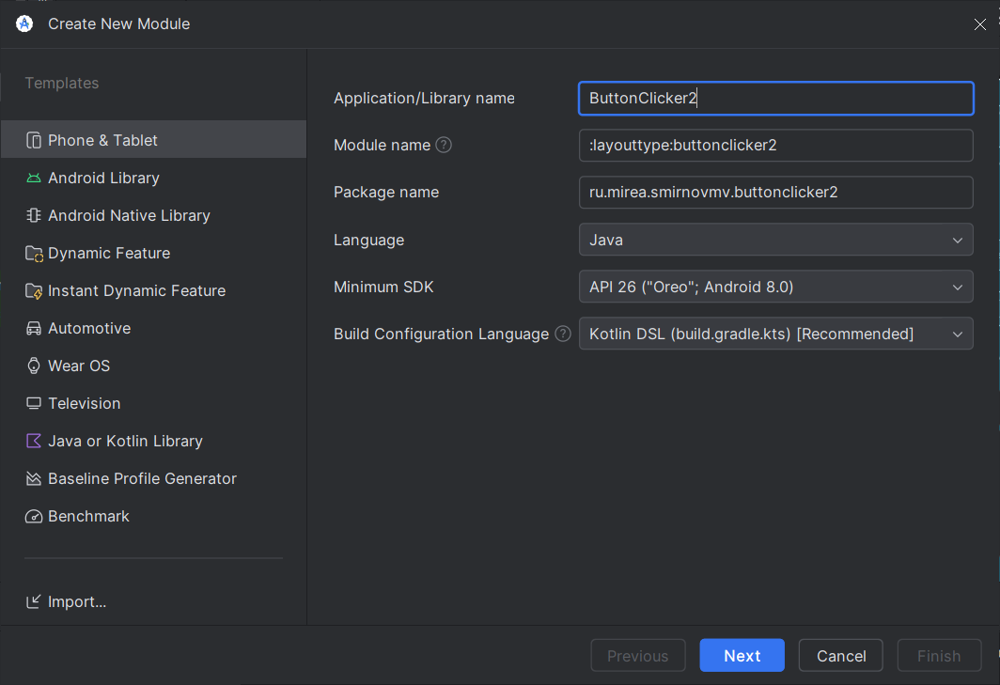 Create New Module
Templates
Phone & Tablet
Android Library
Android Native Library
Dynamic Feature
Instant Dynamic Feature
Automotive
Wear OS
Television
Java or Kotlin Library
Baseline Profile Generator
Benchmark
Import...
Application/Library name ButtonClicker2
Module name ? :layouttype:buttonclicker2
Package name ru.mirea.smirnovmv.buttonclicker2
Language Java
Minimum SDK API 26 ("Oreo"; Android 8.0)
Build Configuration Language ? Kotlin DSL (build.gradle.kts) [Recommended]
Previous Next Cancel Finish